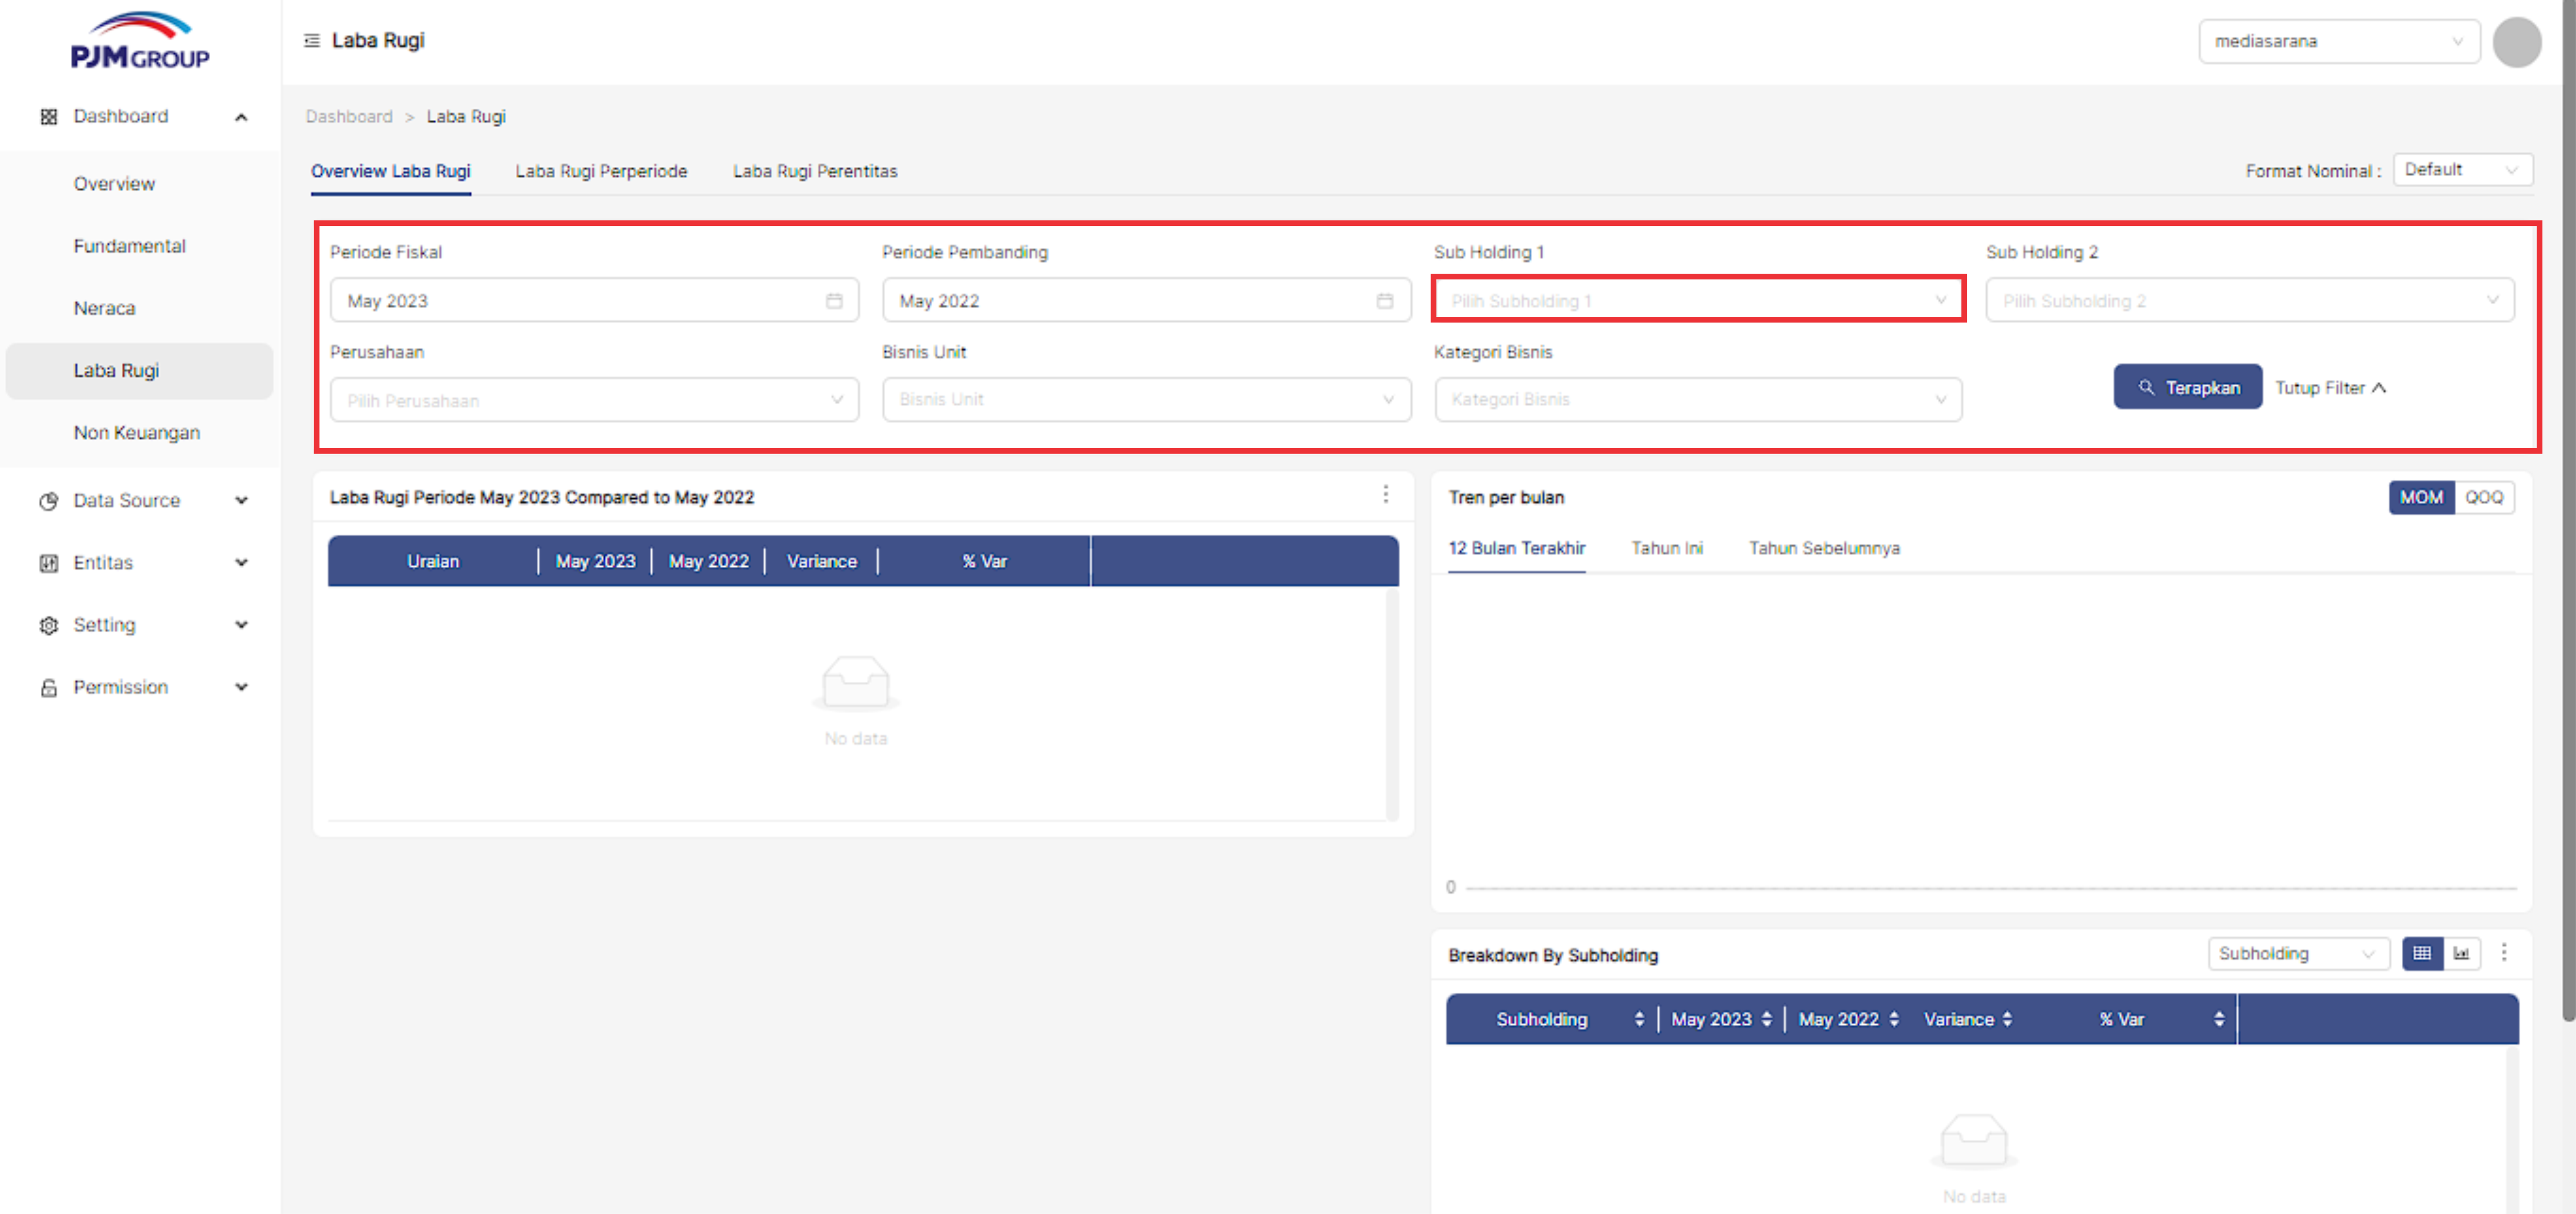 PJM GROUP
Laba Rugi
mediasarana
Dashboard
Overview
Fundamental
Neraca
Laba Rugi
Non Keuangan
Data Source
Entitas
Setting
Permission
Dashboard > Laba Rugi
Overview Laba Rugi Laba Rugi Perperiode Laba Rugi Perentitas
Format Nominal : Default
Periode Fiskal Periode Pembanding Sub Holding 1 Sub Holding 2
May 2023 May 2022 Pilih Subholding 1 Pilih Subholding 2
Perusahaan Bisnis Unit Kategori Bisnis
Pilih Perusahaan Bisnis Unit Kategori Bisnis
Terapkan Tutup Filter
Laba Rugi Periode May 2023 Compared to May 2022
Uraian May 2023 May 2022 Variance % Var
No data
Tren per bulan
MOM QOQ
12 Bulan Terakhir Tahun Ini Tahun Sebelumnya
0
Breakdown By Subholding
Subholding
Subholding May 2023 May 2022 Variance % Var
No data